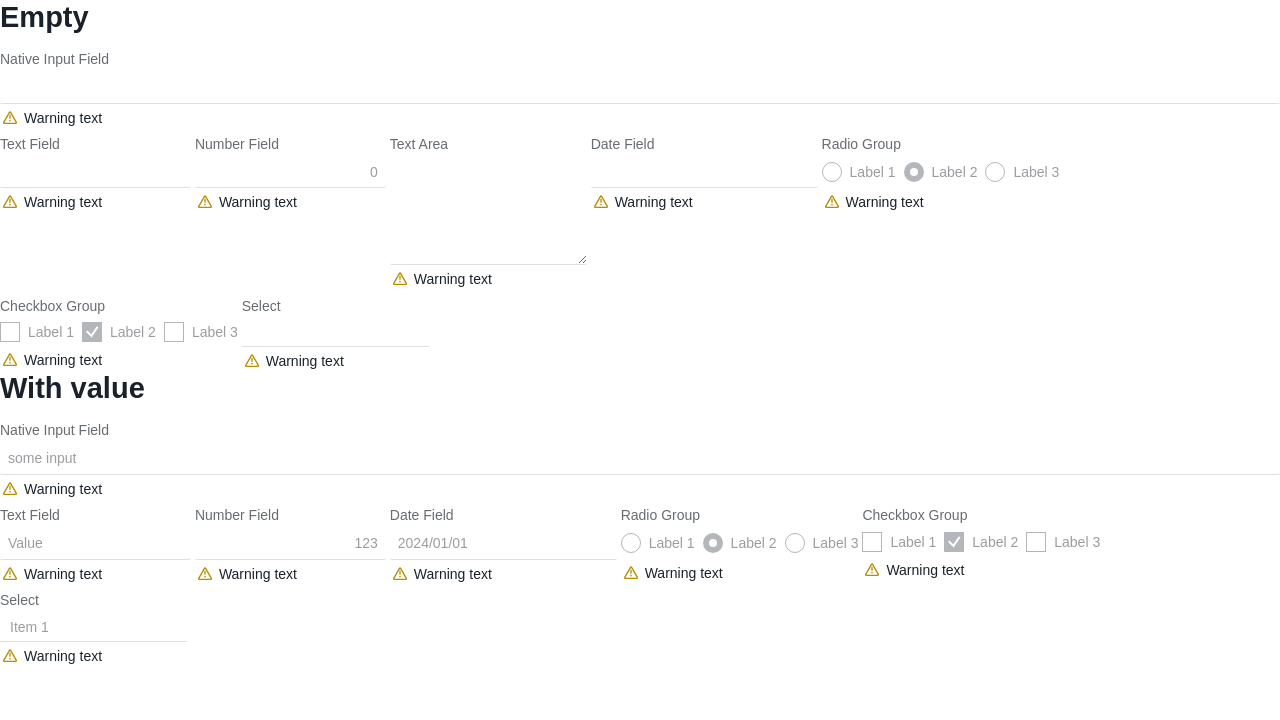 Empty
Native Input Field
Warning text
Text Field Number Field Text Area Date Field Radio Group
0 Label 1 Label 2 Label 3
Warning text Warning text Warning text Warning text
Warning text
Checkbox Group Select
Label 1 Label 2 Label 3
Warning text Warning text
With value
Native Input Field
some input
Warning text
Text Field Number Field Date Field Radio Group Checkbox Group
Value 123 2024/01/01 Label 1 Label 2 Label 3 Label 1 Label 2 Label 3
Warning text Warning text Warning text Warning text Warning text
Select
Item 1
Warning text